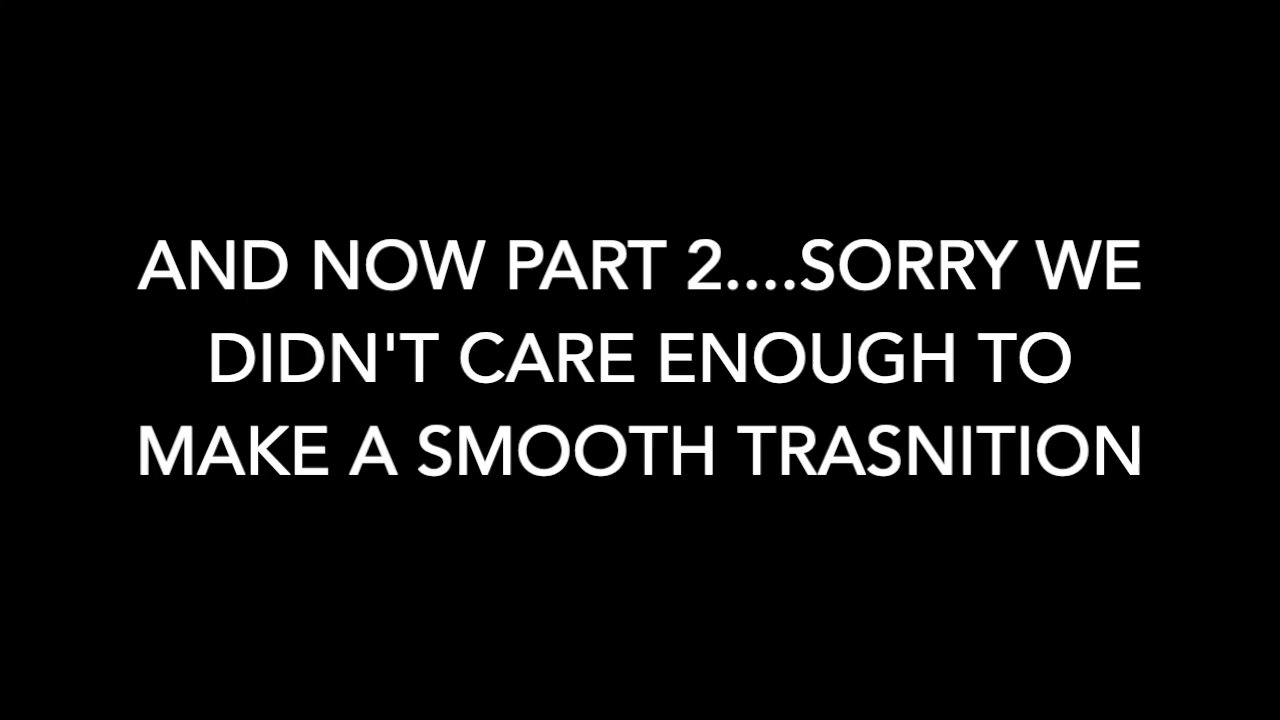 AND NOW PART 2....SORRY WE
DIDN'T CARE ENOUGH TO
MAKE A SMOOTH TRASNITION